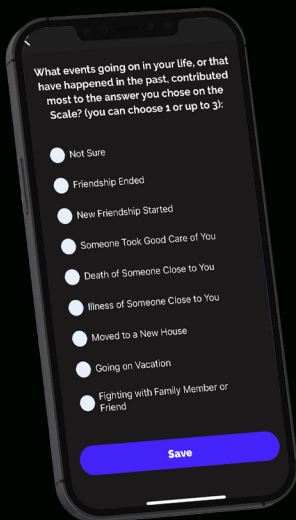 What events going on in your life, or that
have happened in the past, contributed
most to the answer you chose on the
Scale? (you can choose 1 or up to 3):
Not Sure
Friendship Ended
New Friendship Started
Someone Took Good Care of You
Death of Someone Close to You
Illness of Someone Close to You
Moved to a New House
Going on Vacation
Fighting with Family Member or
Friend
Save